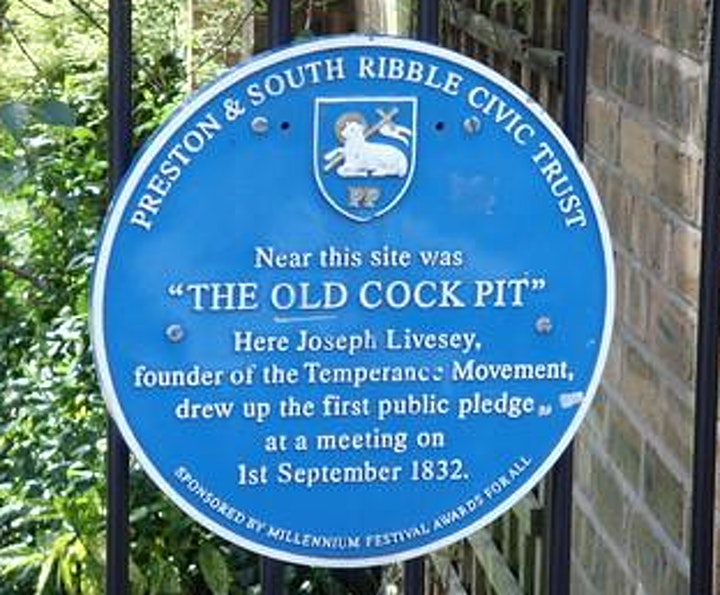 PRESTON & SOUTH RIBBLE CIVIC TRUST
PP
Near this site was
"THE OLD COCK PIT"
Here Joseph Livesey,
founder of the Temperance Movement,
drew up the first public pledge,
at a meeting on
1st September 1832.
SPONSORED BY MILLENNIUM FESTIVAL AWARDS FOR ALL